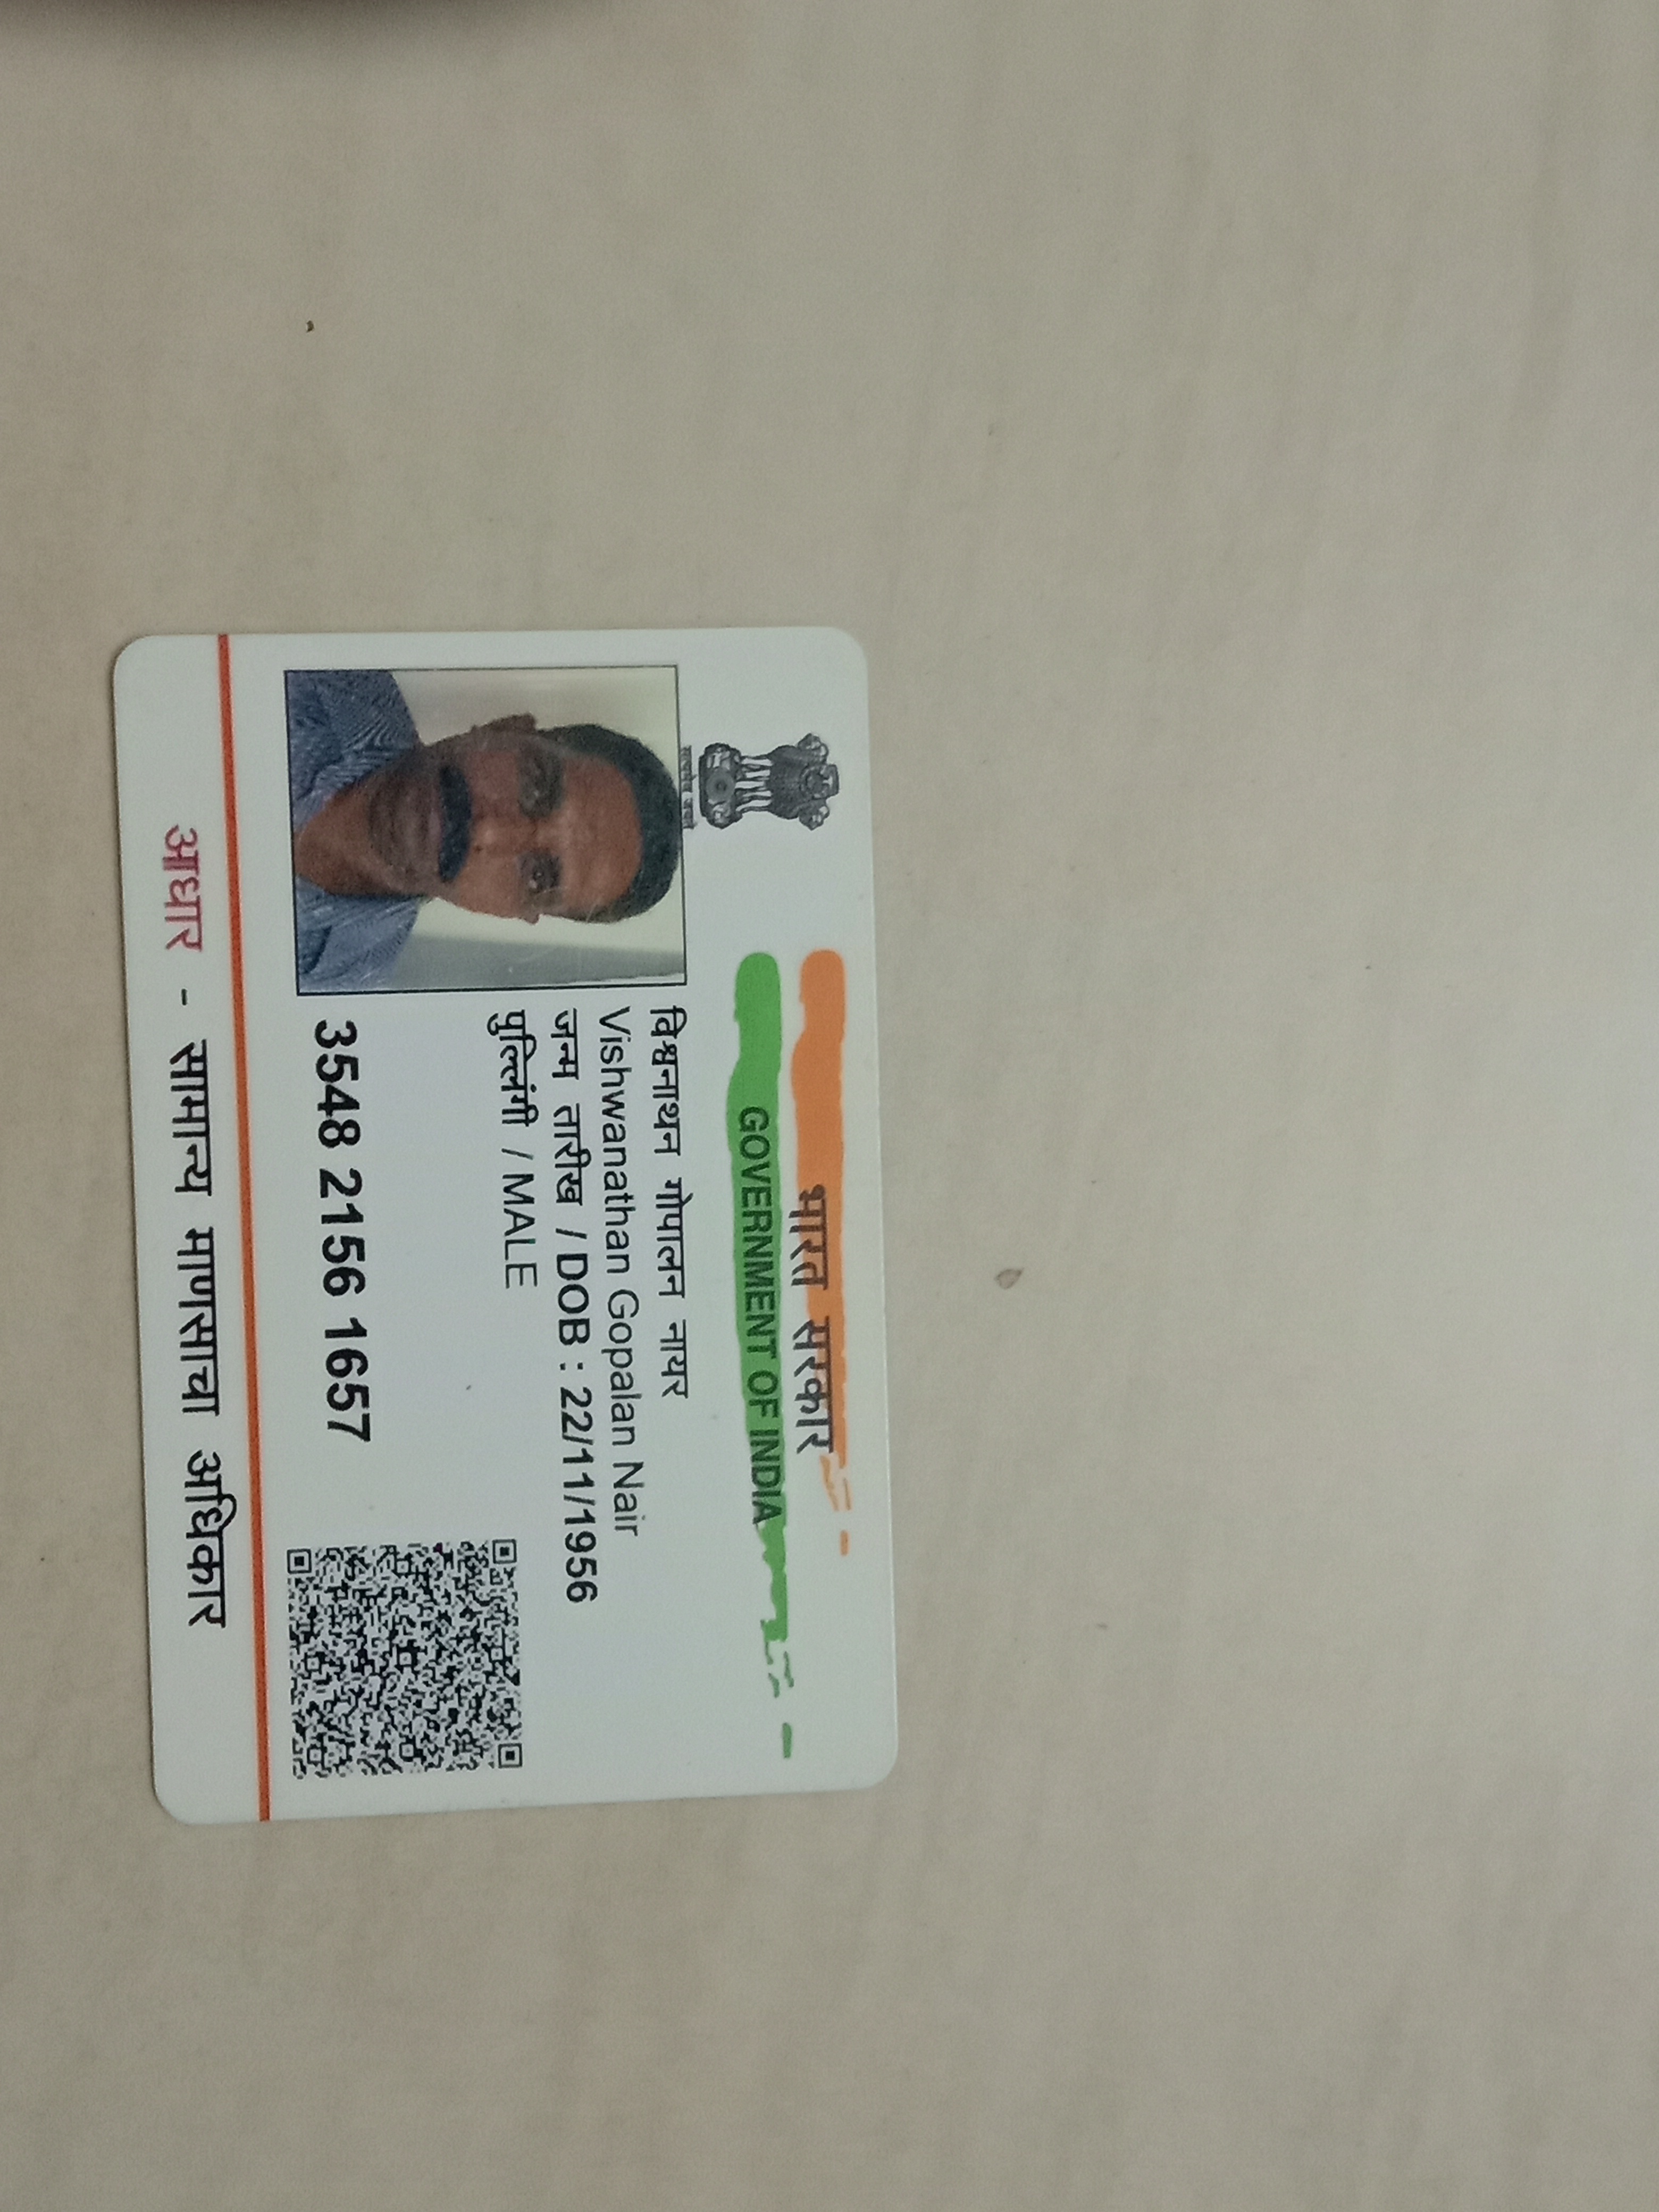 भारत सरकार
GOVERNMENT OF INDIA
विश्वनाथन गोपालन नायर
Vishwanathan Gopalan Nair
जन्म तारीख / DOB : 22/11/1956
पुल्लिंगी / MALE
3548 2156 1657
आधार - सामान्य माणसाचा अधिकार